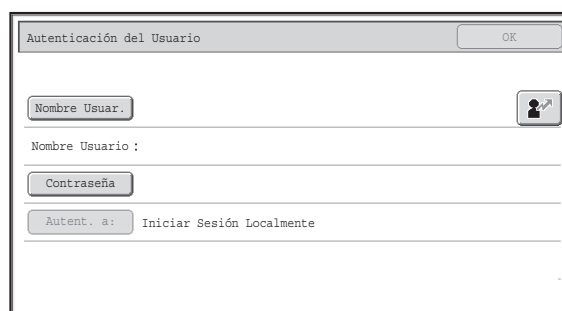 Autenticación del Usuario OK
Nombre Usuar.
Nombre Usuario :
Contraseña
Autent. a: Iniciar Sesión Localmente